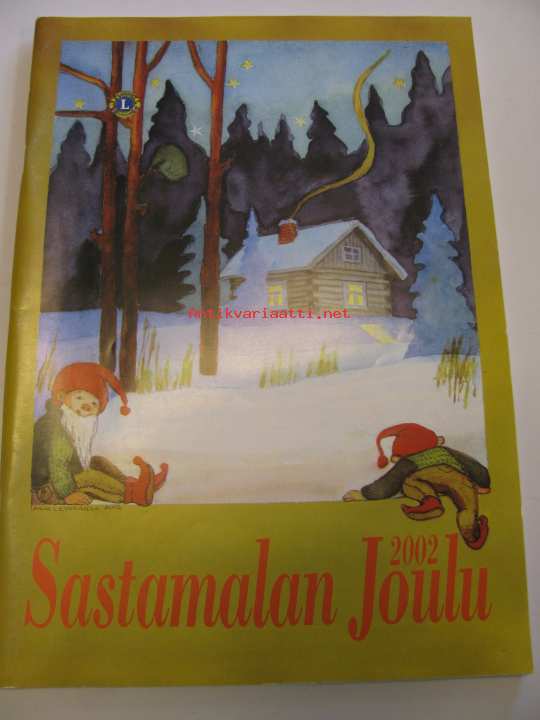 L
antikvariaatti.net
2002
Sastamalan Joulu